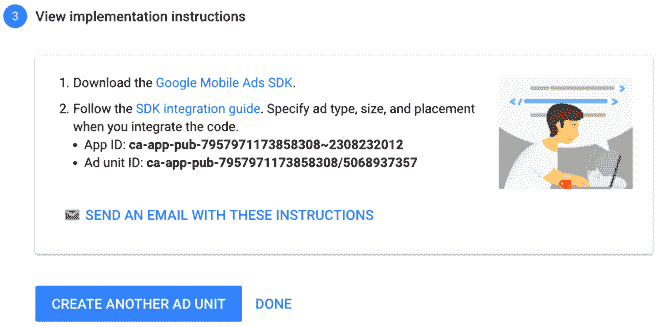 3 View implementation instructions
1. Download the Google Mobile Ads SDK.
2. Follow the SDK integration guide. Specify ad type, size, and placement
when you integrate the code.
• App ID: ca-app-pub-7957971173858308~2308232012
• Ad unit ID: ca-app-pub-7957971173858308/5068937357
SEND AN EMAIL WITH THESE INSTRUCTIONS
CREATE ANOTHER AD UNIT DONE